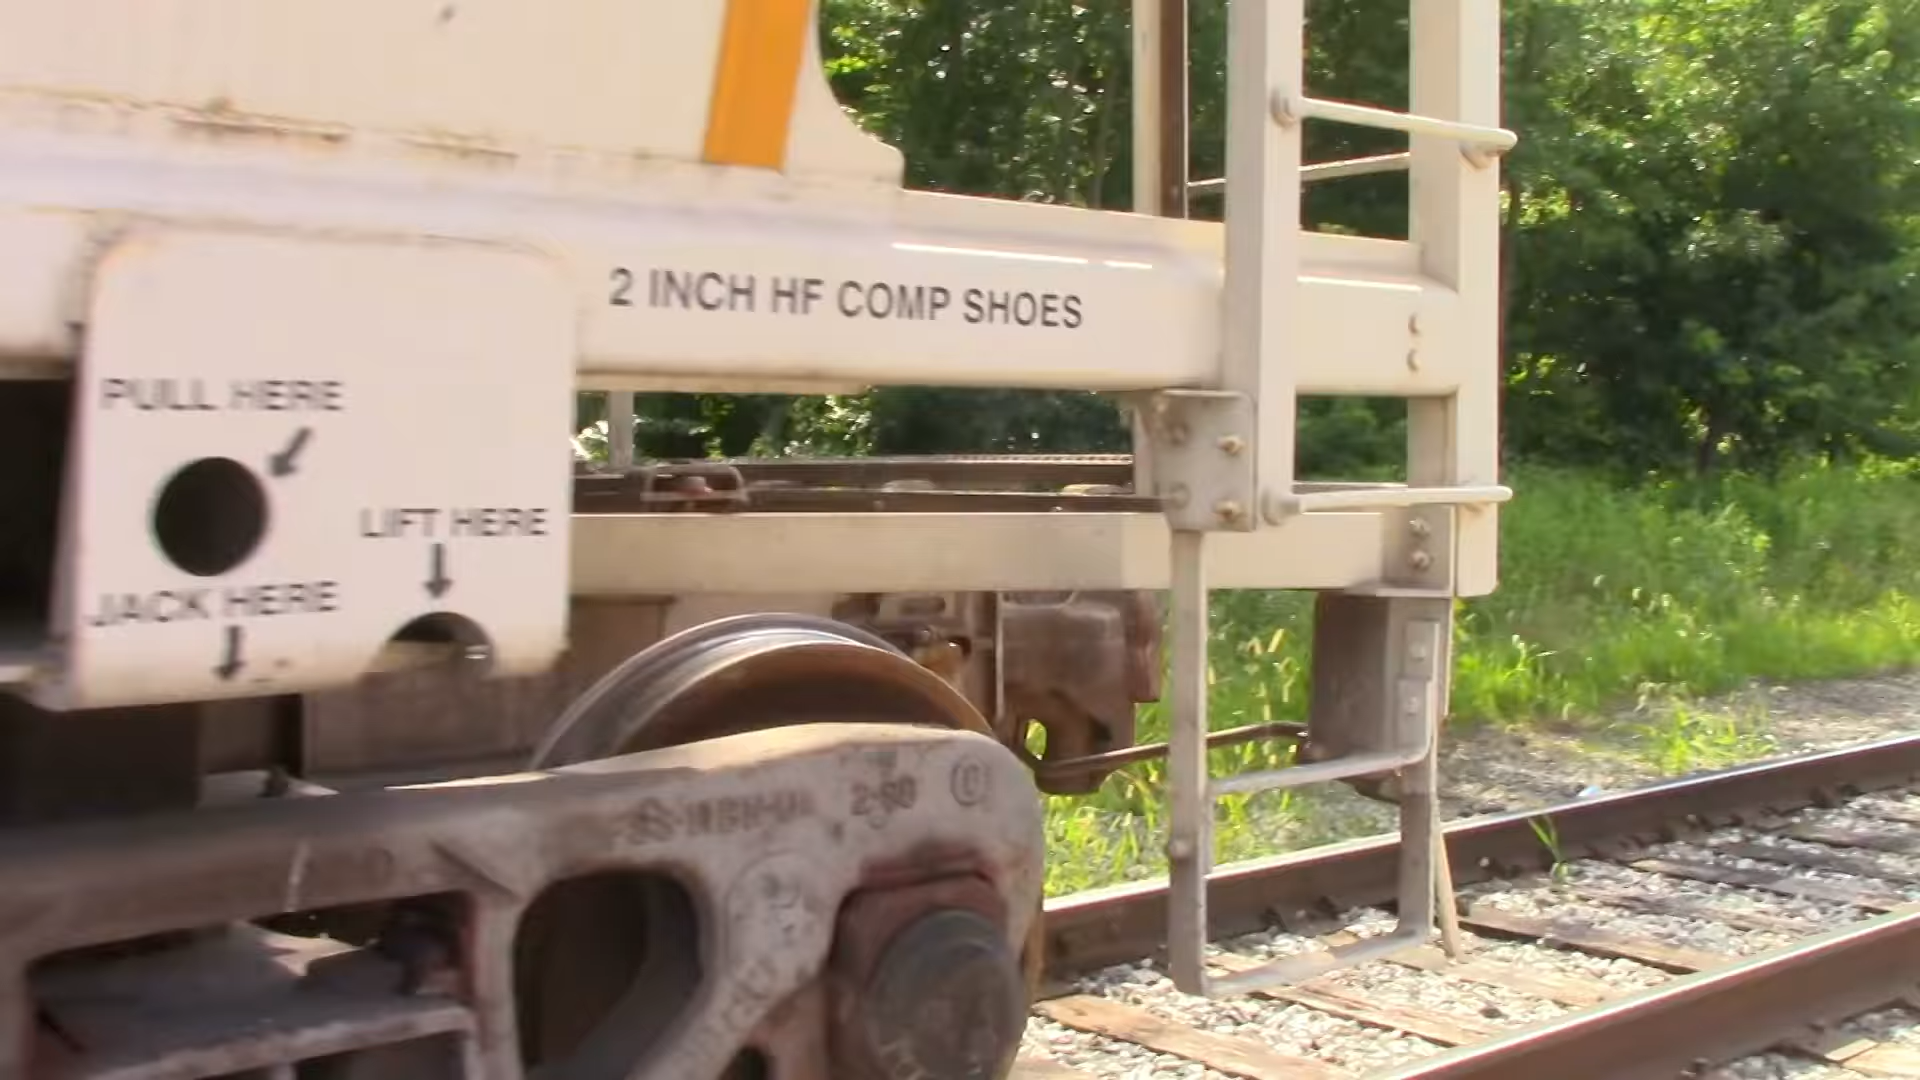 2 INCH HF COMP SHOES
PULL HERE
LIFT HERE
JACK HERE